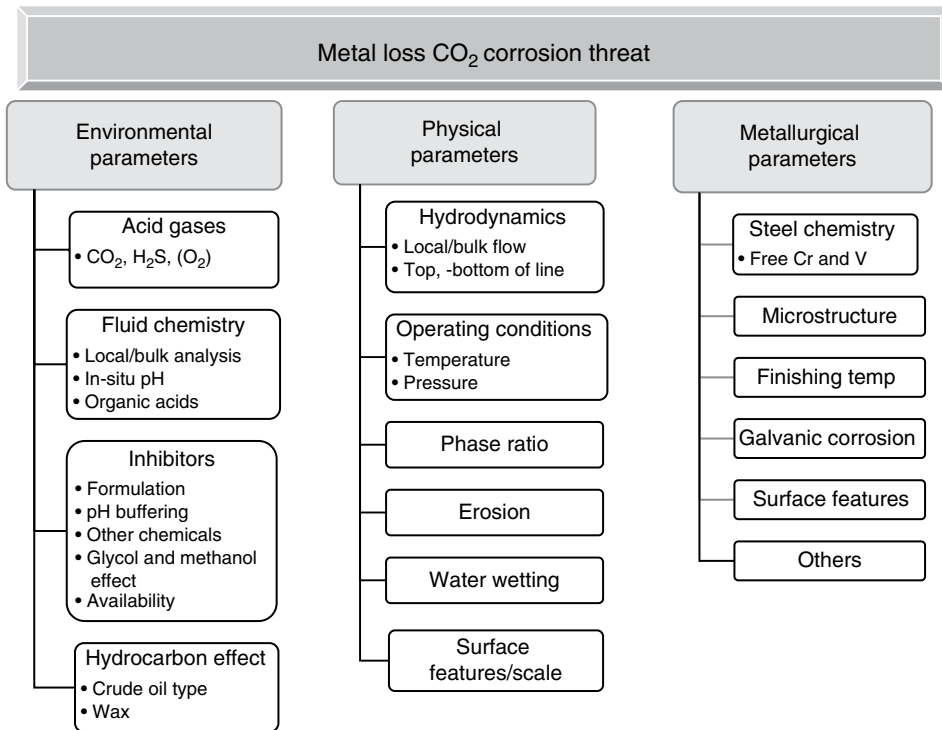 Metal loss CO₂ corrosion threat
Environmental
parameters
Acid gases
• CO₂, H₂S, (O₂)
Fluid chemistry
• Local/bulk analysis
• In-situ pH
• Organic acids
Inhibitors
• Formulation
• pH buffering
• Other chemicals
• Glycol and methanol
effect
• Availability
Hydrocarbon effect
• Crude oil type
• Wax
Physical
parameters
Hydrodynamics
• Local/bulk flow
• Top, -bottom of line
Operating conditions
• Temperature
• Pressure
Phase ratio
Erosion
Water wetting
Surface
features/scale
Metallurgical
parameters
Steel chemistry
• Free Cr and V
Microstructure
Finishing temp
Galvanic corrosion
Surface features
Others